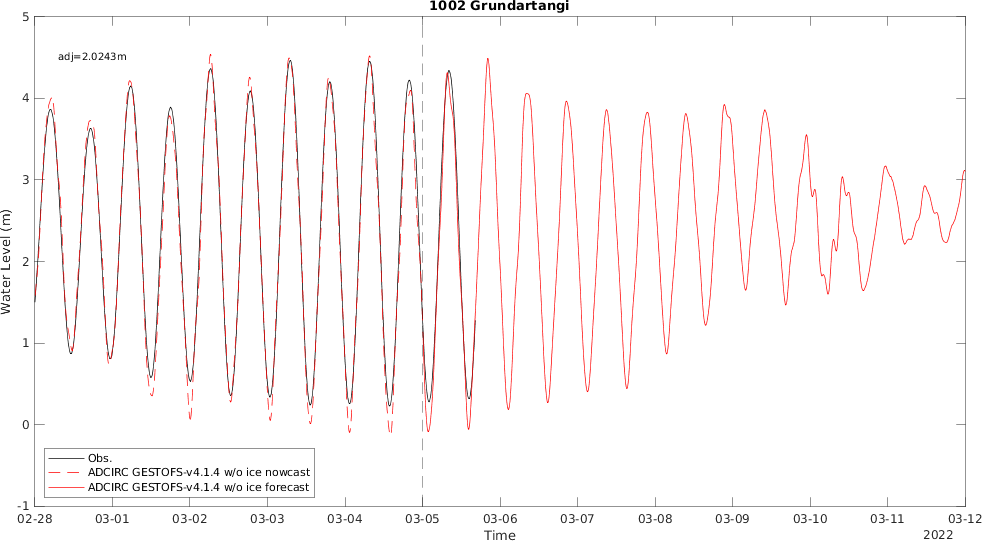 1002 Grundartangi
adj=2.0243m
5
4
3
2
1
0
-1
Water Level (m)
Obs.
ADCIRC GESTOFS-v4.1.4 w/o ice nowcast
ADCIRC GESTOFS-v4.1.4 w/o ice forecast
02-28 03-01 03-02 03-03 03-04 03-05 03-06 03-07 03-08 03-09 03-10 03-11 03-12
Time
2022